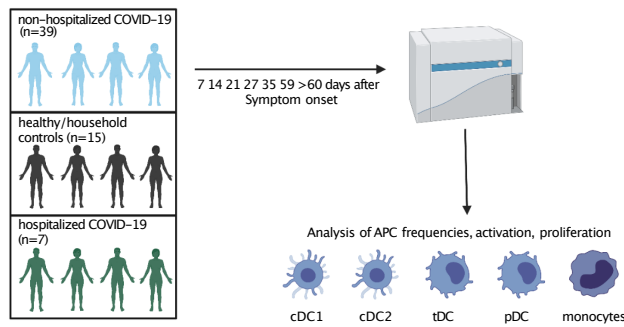 non-hospitalized COVID-19
(n=39)
healthy/household
controls (n=15)
hospitalized COVID-19
(n=7)
7 14 21 27 35 59 >60 days after
Symptom onset
Analysis of APC frequencies, activation, proliferation
cDC1 cDC2 tDC pDC monocytes